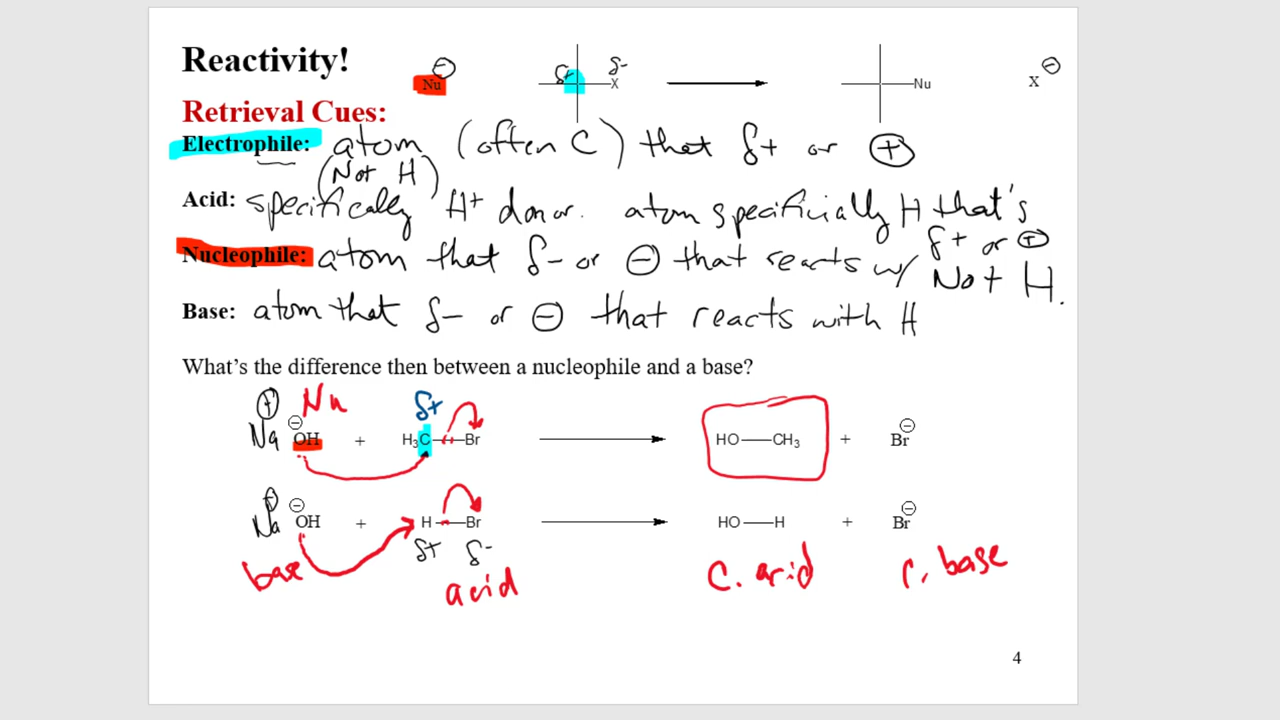 Reactivity!
⊖
Nu
δ+ δ-
X
Nu
X ⊖
Retrieval Cues:
Electrophile: atom (often C) that δ+ or ⊕
(Not H)
Acid: specifically H+ donor. atom specificially H that's
δ+ or ⊕
Nucleophile: atom that δ- or ⊖ that reacts w/ Not H.
Base: atom that δ- or ⊖ that reacts with H
What's the difference then between a nucleophile and a base?
⊕ Nu δ+
Na ⊖OH + H₃C—Br HO—CH₃ + Br⊖
⊕
Na ⊖OH + H—Br HO—H + Br⊖
δ+ δ-
base acid C. acid C. base
4